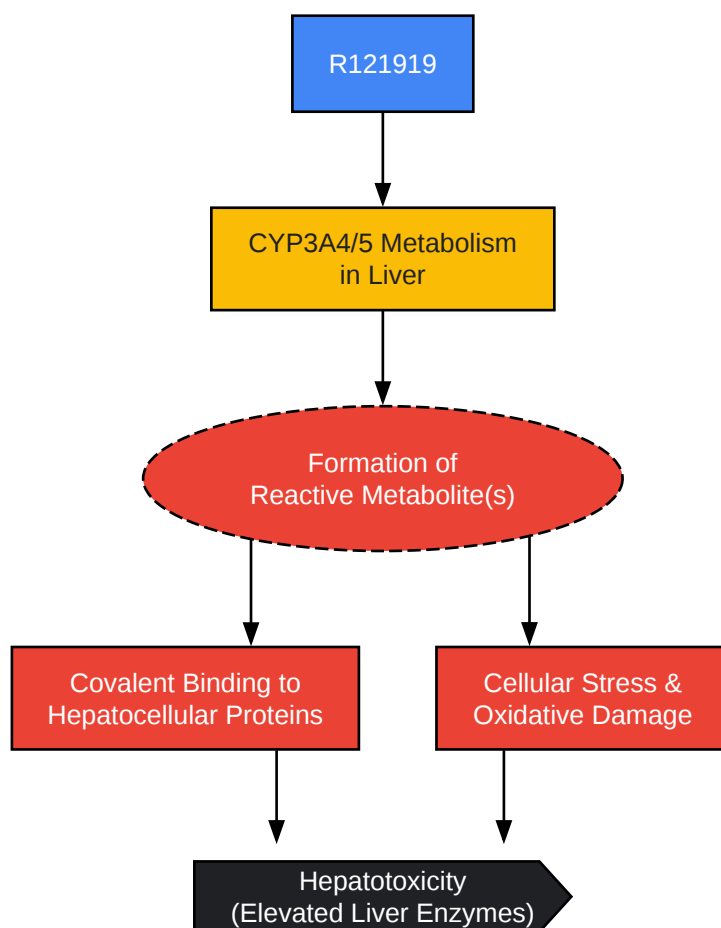 R121919
CYP3A4/5 Metabolism
in Liver
Formation of
Reactive Metabolite(s)
Covalent Binding to
Hepatocellular Proteins
Cellular Stress &
Oxidative Damage
Hepatotoxicity
(Elevated Liver Enzymes)